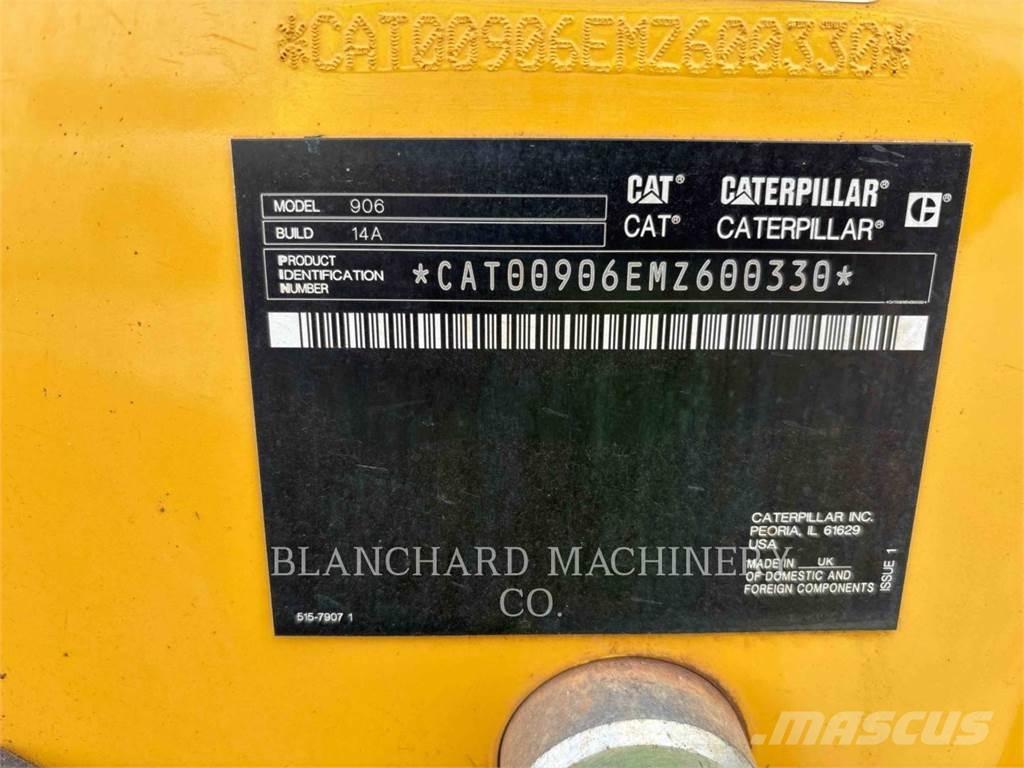 *CAT00906EMZ600330*
CAT® CATERPILLAR®
CAT® CATERPILLAR®
MODEL 906
BUILD 14A
PRODUCT
IDENTIFICATION
NUMBER
*CAT00906EMZ600330*
CATERPILLAR INC.
PEORIA, IL 61629
USA
MADE IN UK
OF DOMESTIC AND
FOREIGN COMPONENTS
ISSUE 1
515-7907 1
BLANCHARD MACHINERY
CO.
MASCUS